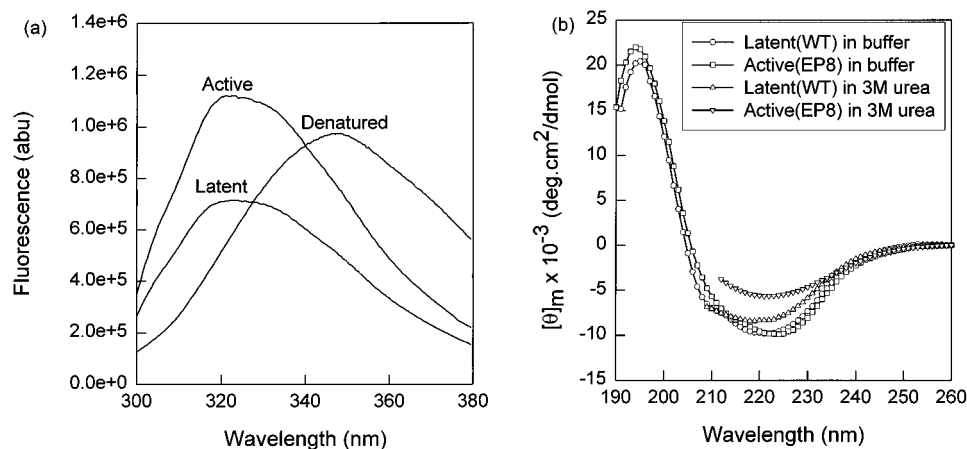 (a)
1.4e+6
1.2e+6
1.0e+6
8.0e+5
6.0e+5
4.0e+5
2.0e+5
0.0e+0
Fluorescence (abu)
Active
Denatured
Latent
300 320 340 360 380
Wavelength (nm)
(b)
25
20
15
10
5
0
-5
-10
-15
[θ]m x 10-3 (deg.cm2/dmol)
Latent(WT) in buffer
Active(EP8) in buffer
Latent(WT) in 3M urea
Active(EP8) in 3M urea
190 200 210 220 230 240 250 260
Wavelength (nm)